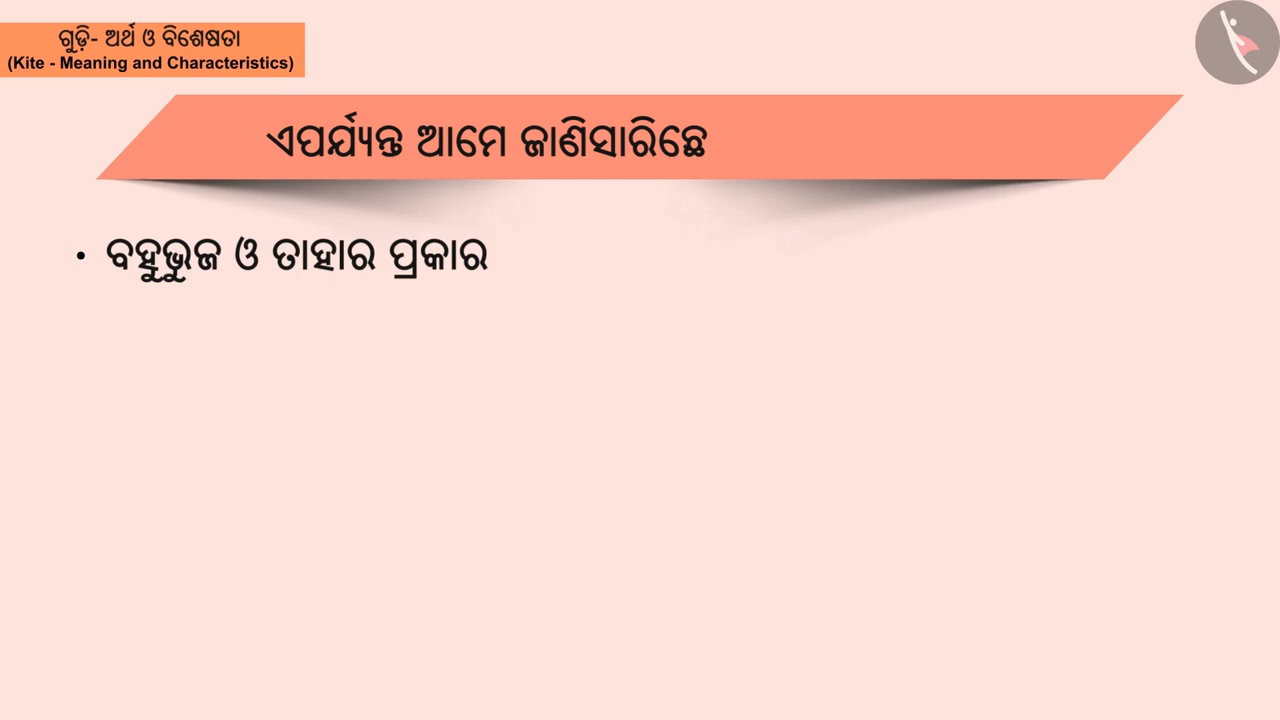 ଗୁଡ଼ି- ଅର୍ଥ ଓ ବିଶେଷତା
(Kite - Meaning and Characteristics)
ଏପର୍ଯ୍ୟନ୍ତ ଆମେ ଜାଣିସାରିଛେ
• ବହୁଭୁଜ ଓ ତାହାର ପ୍ରକାର